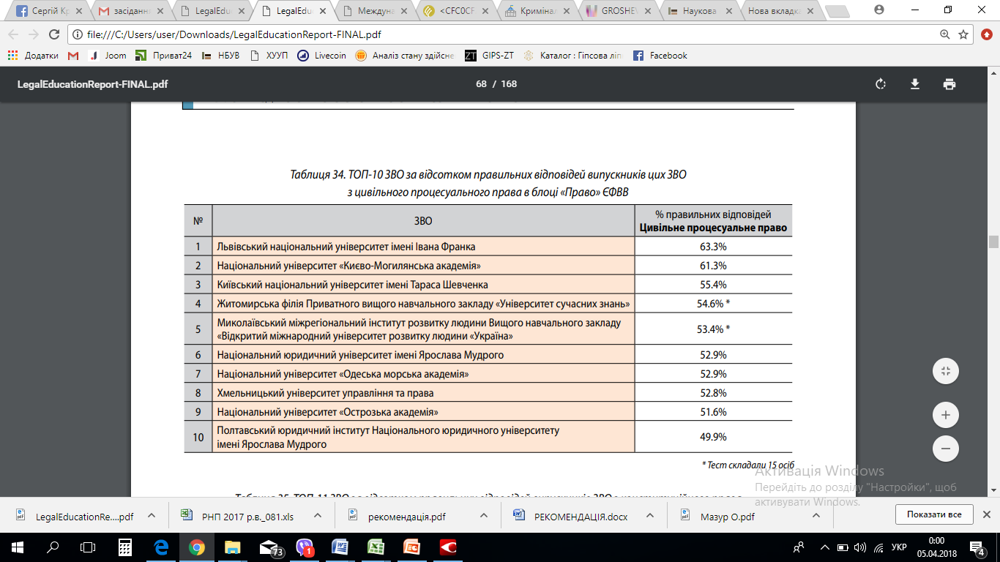 Сергій Кр
засіданн
LegalEdu
LegalEdu
Междуна
<CFC0CF
Криміна
GROSHEV
Наукова
Нова вкладка
file:///C:/Users/user/Downloads/LegalEducationReport-FINAL.pdf
Додатки
Joom
Приват24
НБУВ
ХУУП
Livecoin
Аналіз стану здійсне
ZT GIPS-ZT
Каталог : Гіпсова ліп
Facebook
LegalEducationReport-FINAL.pdf
68 / 168
Таблиця 34. ТОП-10 ЗВО за відсотком правильних відповідей випускників цих ЗВО
з цивільного процесуального права в блоці «Право» ЄФВВ
№ ЗВО % правильних відповідей
Цивільне процесуальне право
1 Львівський національний університет імені Івана Франка 63.3%
2 Національний університет «Києво-Могилянська академія» 61.3%
3 Київський національний університет імені Тараса Шевченка 55.4%
4 Житомирська філія Приватного вищого навчального закладу «Університет сучасних знань» 54.6% *
5 Миколаївський міжрегіональний інститут розвитку людини Вищого навчального закладу
«Відкритий міжнародний університет розвитку людини «Україна» 53.4% *
6 Національний юридичний університет імені Ярослава Мудрого 52.9%
7 Національний університет «Одеська морська академія» 52.9%
8 Хмельницький університет управління та права 52.8%
9 Національний університет «Острозька академія» 51.6%
10 Полтавський юридичний інститут Національного юридичного університету
імені Ярослава Мудрого 49.9%
* Тест складали 15 осіб
Активація Windows
Перейдіть до розділу "Настройки", щоб
активувати Windows.
LegalEducationRe....pdf
РНП 2017 р.в._081.xls
рекомендація.pdf
РЕКОМЕНДАЦІЯ.docx
Мазур О.pdf
Показати все
73
1
УКР
0:00
05.04.2018
4